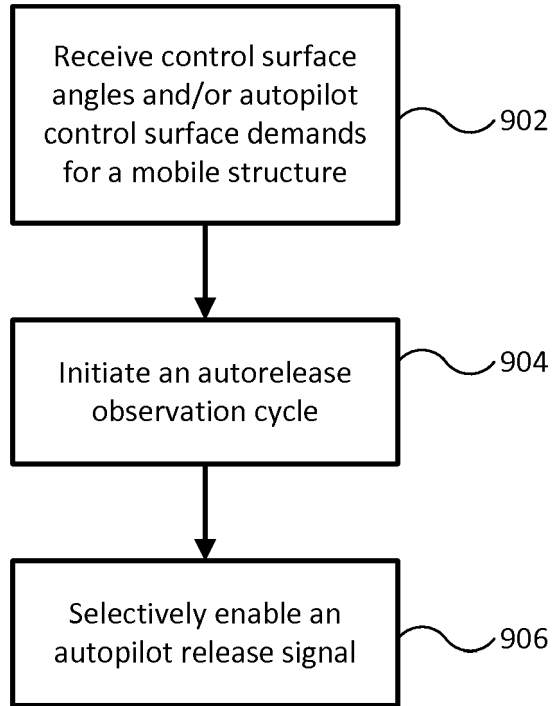 Receive control surface
angles and/or autopilot
control surface demands
for a mobile structure
902
Initiate an autorelease
observation cycle
904
Selectively enable an
autopilot release signal
906